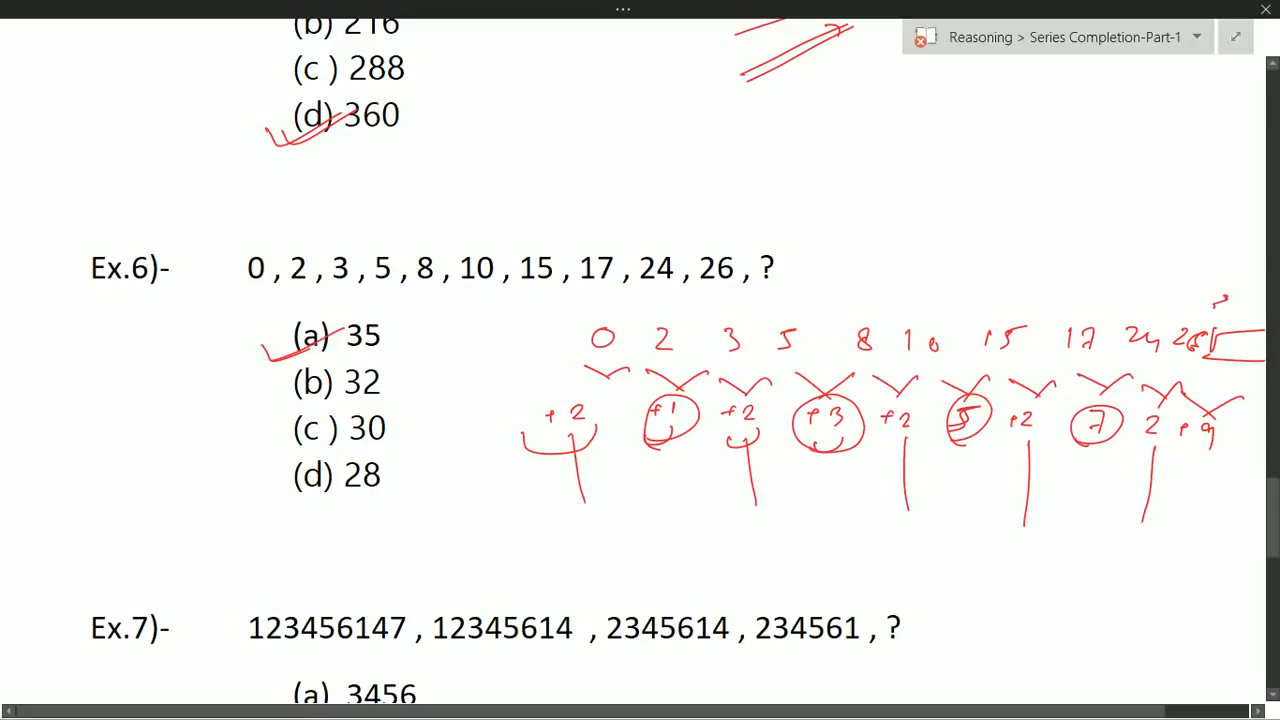 (b) 216
Reasoning > Series Completion-Part-1
(c ) 288
(d) 360
Ex.6)- 0 , 2 , 3 , 5 , 8 , 10 , 15 , 17 , 24 , 26 , ?
(a) 35
0 2 3 5 8 10 15 17 24 26
(b) 32
+2 +1 +2 +3 +2 5 +2 7 2 +9
(c ) 30
(d) 28
Ex.7)- 123456147 , 12345614 , 2345614 , 234561 , ?
(a) 3456